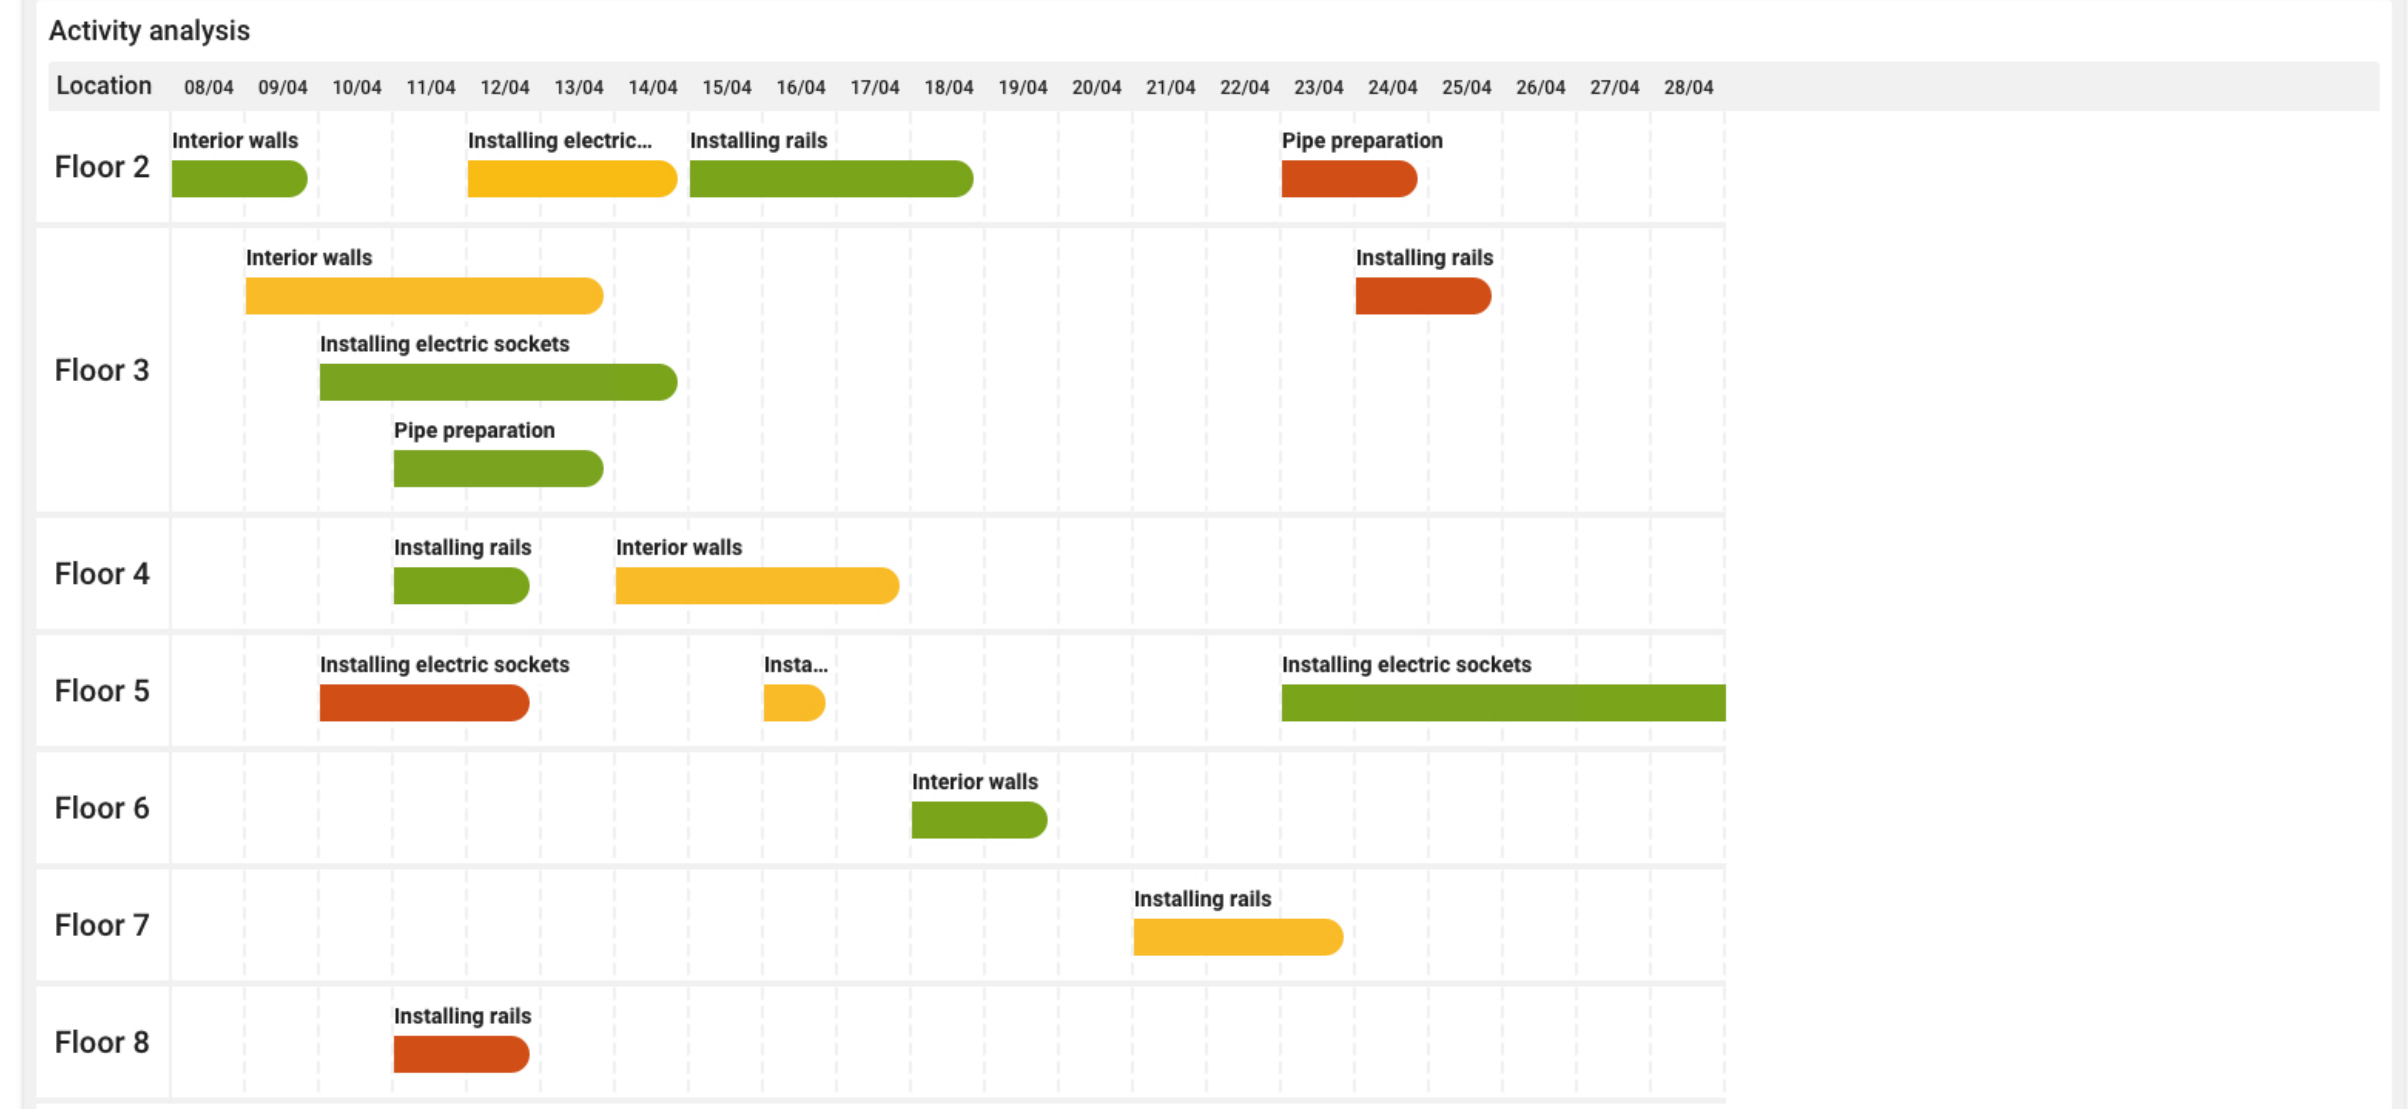 Activity analysis
Location 08/04 09/04 10/04 11/04 12/04 13/04 14/04 15/04 16/04 17/04 18/04 19/04 20/04 21/04 22/04 23/04 24/04 25/04 26/04 27/04 28/04
Interior walls Installing electric... Installing rails Pipe preparation
Floor 2
Interior walls Installing rails
Installing electric sockets
Floor 3
Pipe preparation
Installing rails Interior walls
Floor 4
Installing electric sockets Insta... Installing electric sockets
Floor 5
Interior walls
Floor 6
Installing rails
Floor 7
Installing rails
Floor 8